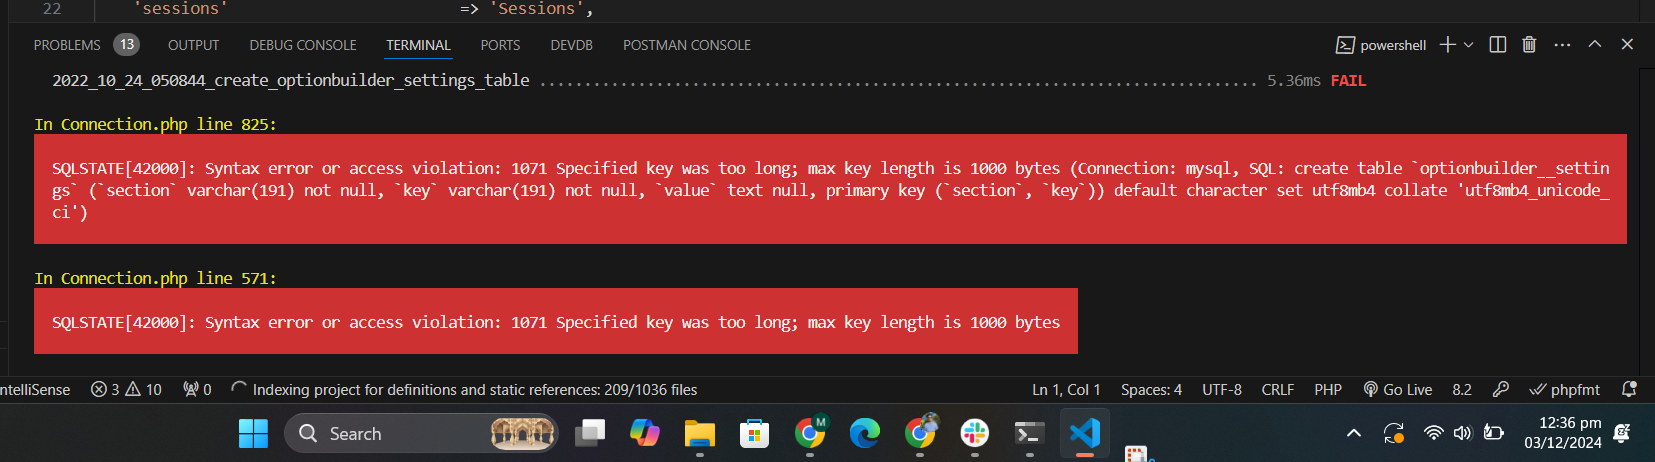 22 'sessions' => 'Sessions',
PROBLEMS 13 OUTPUT DEBUG CONSOLE TERMINAL PORTS DEVDB POSTMAN CONSOLE powershell
2022_10_24_050844_create_optionbuilder_settings_table ................................................................................ 5.36ms FAIL
In Connection.php line 825:
SQLSTATE[42000]: Syntax error or access violation: 1071 Specified key was too long; max key length is 1000 bytes (Connection: mysql, SQL: create table `optionbuilder__settin
gs` (`section` varchar(191) not null, `key` varchar(191) not null, `value` text null, primary key (`section`, `key`)) default character set utf8mb4 collate 'utf8mb4_unicode_
ci')
In Connection.php line 571:
SQLSTATE[42000]: Syntax error or access violation: 1071 Specified key was too long; max key length is 1000 bytes
ntelliSense 3 10 0 Indexing project for definitions and static references: 209/1036 files Ln 1, Col 1 Spaces: 4 UTF-8 CRLF PHP Go Live 8.2 phpfmt
Search M 12:36 pm
03/12/2024